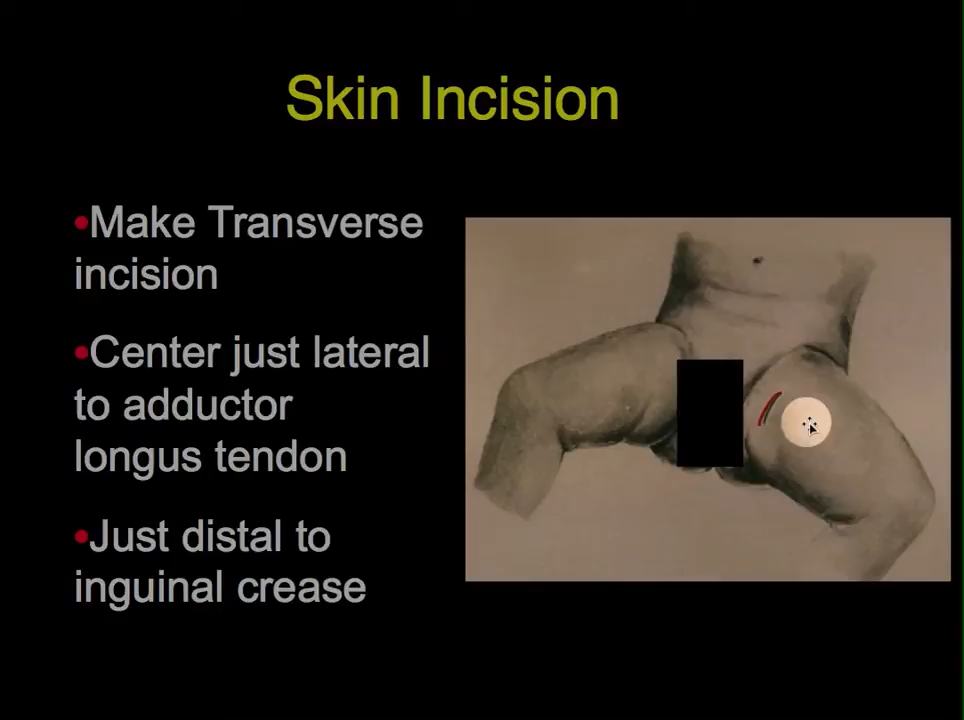 Skin Incision
•Make Transverse
incision
•Center just lateral
to adductor
longus tendon
•Just distal to
inguinal crease